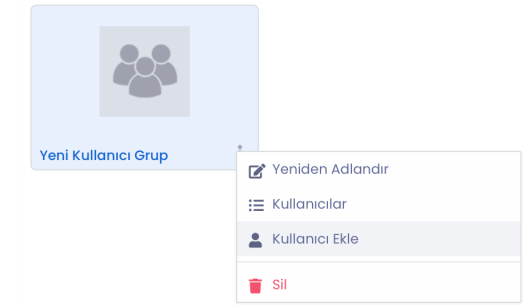 Yeni Kullanıcı Grup
Yeniden Adlandır
Kullanıcılar
Kullanıcı Ekle
Sil